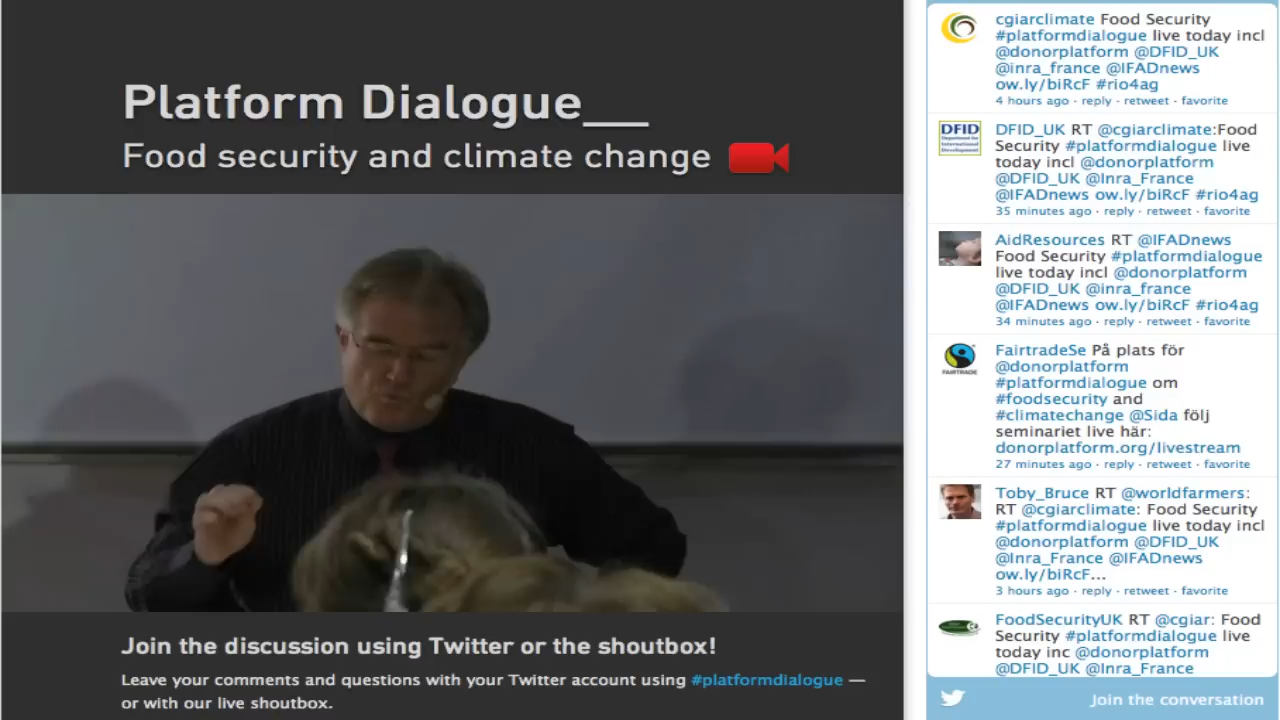 Platform Dialogue__
Food security and climate change
Join the discussion using Twitter or the shoutbox!
Leave your comments and questions with your Twitter account using #platformdialogue —
or with our live shoutbox.
cgiarclimate Food Security
#platformdialogue live today incl
@donorplatform @DFID_UK
@inra_france @IFADnews
ow.ly/biRcF #rio4ag
4 hours ago · reply · retweet · favorite
DFID
Department for
International
Development
DFID_UK RT @cgiarclimate:Food
Security #platformdialogue live
today incl @donorplatform
@DFID_UK @Inra_France
@IFADnews ow.ly/biRcF #rio4ag
35 minutes ago · reply · retweet · favorite
AidResources RT @IFADnews
Food Security #platformdialogue
live today incl @donorplatform
@DFID_UK @inra_france
@IFADnews ow.ly/biRcF #rio4ag
34 minutes ago · reply · retweet · favorite
FAIRTRADE
FairtradeSe På plats för
@donorplatform
#platformdialogue om
#foodsecurity and
#climatechange @Sida följ
seminariet live här:
donorplatform.org/livestream
27 minutes ago · reply · retweet · favorite
Toby_Bruce RT @worldfarmers:
RT @cgiarclimate: Food Security
#platformdialogue live today incl
@donorplatform @DFID_UK
@Inra_France @IFADnews
ow.ly/biRcF...
3 hours ago · reply · retweet · favorite
FoodSecurityUK RT @cgiar: Food
Security #platformdialogue live
today inc @donorplatform
@DFID_UK @Inra_France
Join the conversation